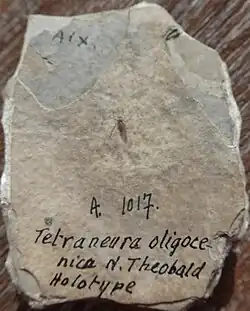 Aix.
A. 1017.
Tetraneura oligoce-
nica N. Theobald
Holotype